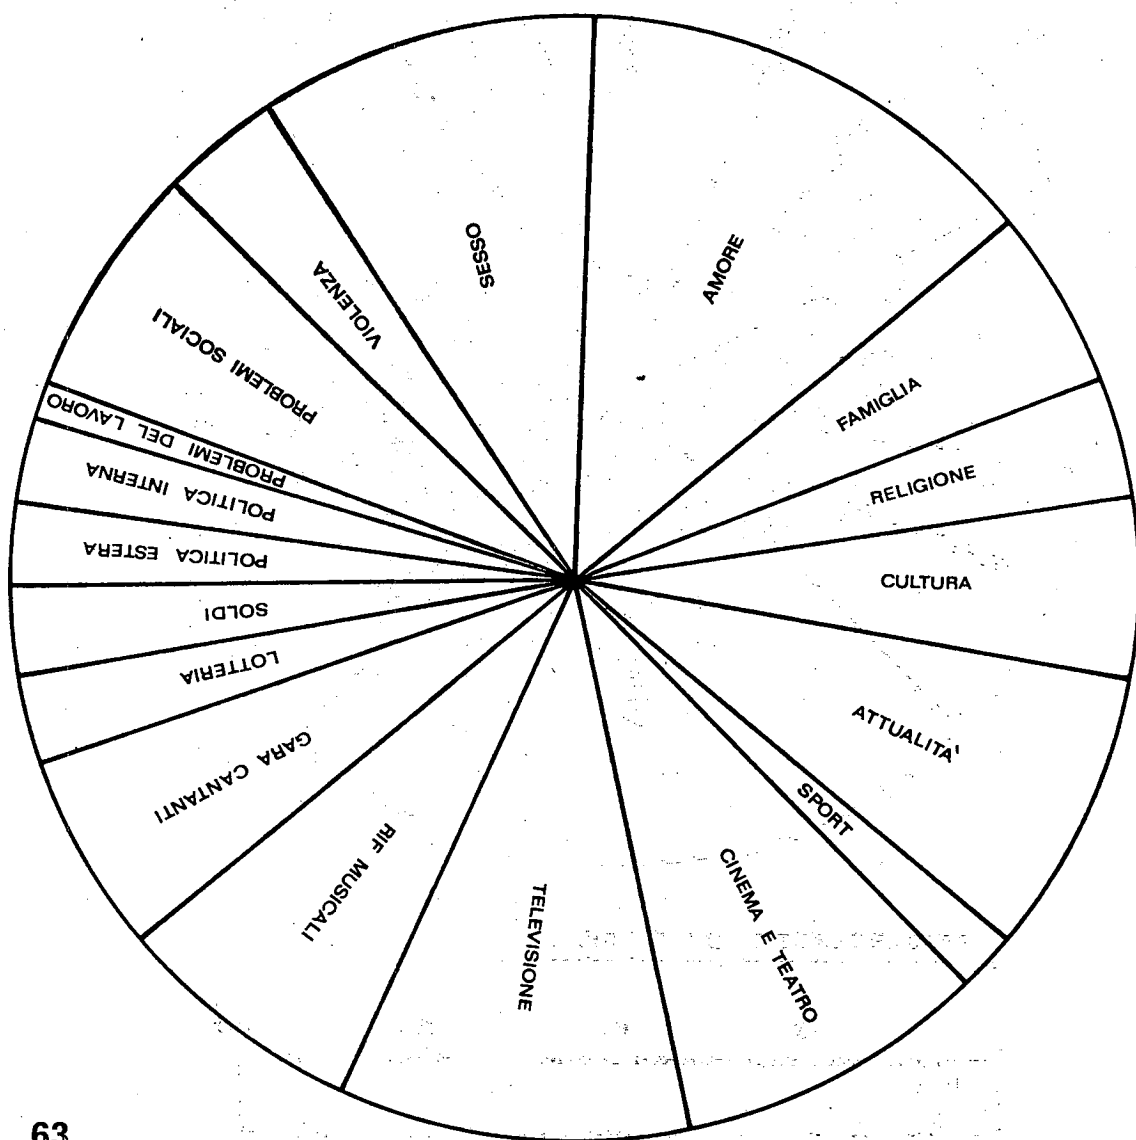 AMORE
FAMIGLIA
RELIGIONE
CULTURA
ATTUALITA'
SPORT
CINEMA E TEATRO
TELEVISIONE
RIF MUSICALI
GARA CANTANTI
LOTTERIA
SOLDI
POLITICA ESTERA
POLITICA INTERNA
PROBLEMI DEL LAVORO
PROBLEMI SOCIALI
VIOLENZA
SESSO
63